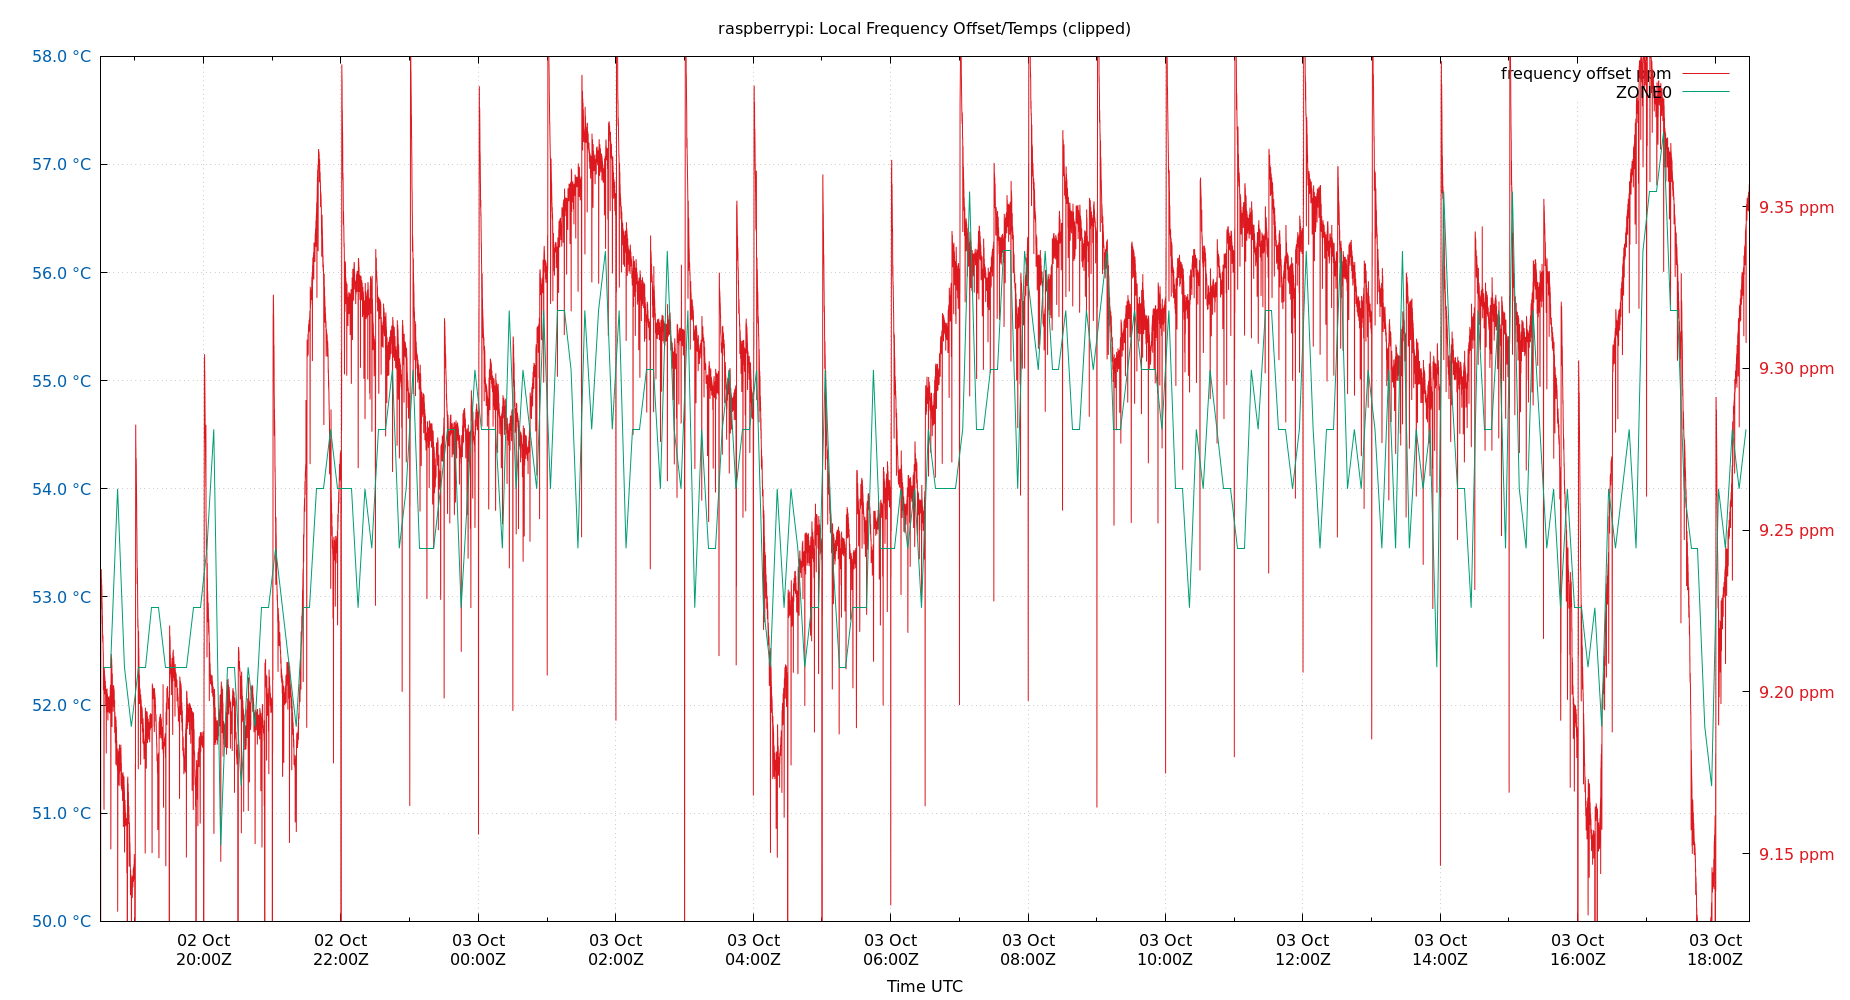 raspberrypi: Local Frequency Offset/Temps (clipped)
58.0 °C
57.0 °C
56.0 °C
55.0 °C
54.0 °C
53.0 °C
52.0 °C
51.0 °C
50.0 °C
frequency offset ppm
ZONE0
9.35 ppm
9.30 ppm
9.25 ppm
9.20 ppm
9.15 ppm
02 Oct 02 Oct 03 Oct 03 Oct 03 Oct 03 Oct 03 Oct 03 Oct 03 Oct 03 Oct 03 Oct 03 Oct
20:00Z 22:00Z 00:00Z 02:00Z 04:00Z 06:00Z 08:00Z 10:00Z 12:00Z 14:00Z 16:00Z 18:00Z
Time UTC